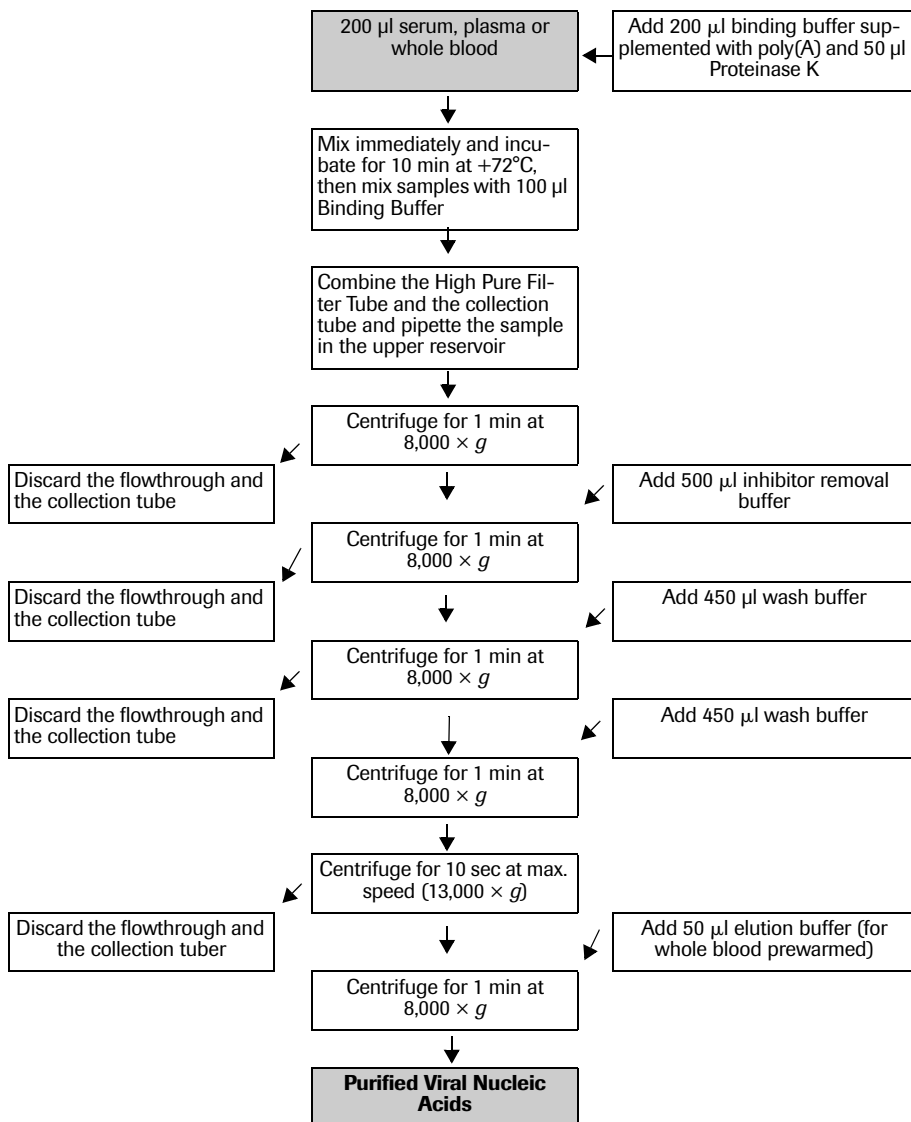 200 µl serum, plasma or
whole blood
Add 200 µl binding buffer sup-
plemented with poly(A) and 50 µl
Proteinase K
Mix immediately and incu-
bate for 10 min at +72°C,
then mix samples with 100 µl
Binding Buffer
Combine the High Pure Fil-
ter Tube and the collection
tube and pipette the sample
in the upper reservoir
Centrifuge for 1 min at
8,000 × g
Discard the flowthrough and
the collection tube
Add 500 µl inhibitor removal
buffer
Centrifuge for 1 min at
8,000 × g
Discard the flowthrough and
the collection tube
Add 450 µl wash buffer
Centrifuge for 1 min at
8,000 × g
Discard the flowthrough and
the collection tube
Add 450 µl wash buffer
Centrifuge for 1 min at
8,000 × g
Centrifuge for 10 sec at max.
speed (13,000 × g)
Discard the flowthrough and
the collection tuber
Add 50 µl elution buffer (for
whole blood prewarmed)
Centrifuge for 1 min at
8,000 × g
Purified Viral Nucleic
Acids